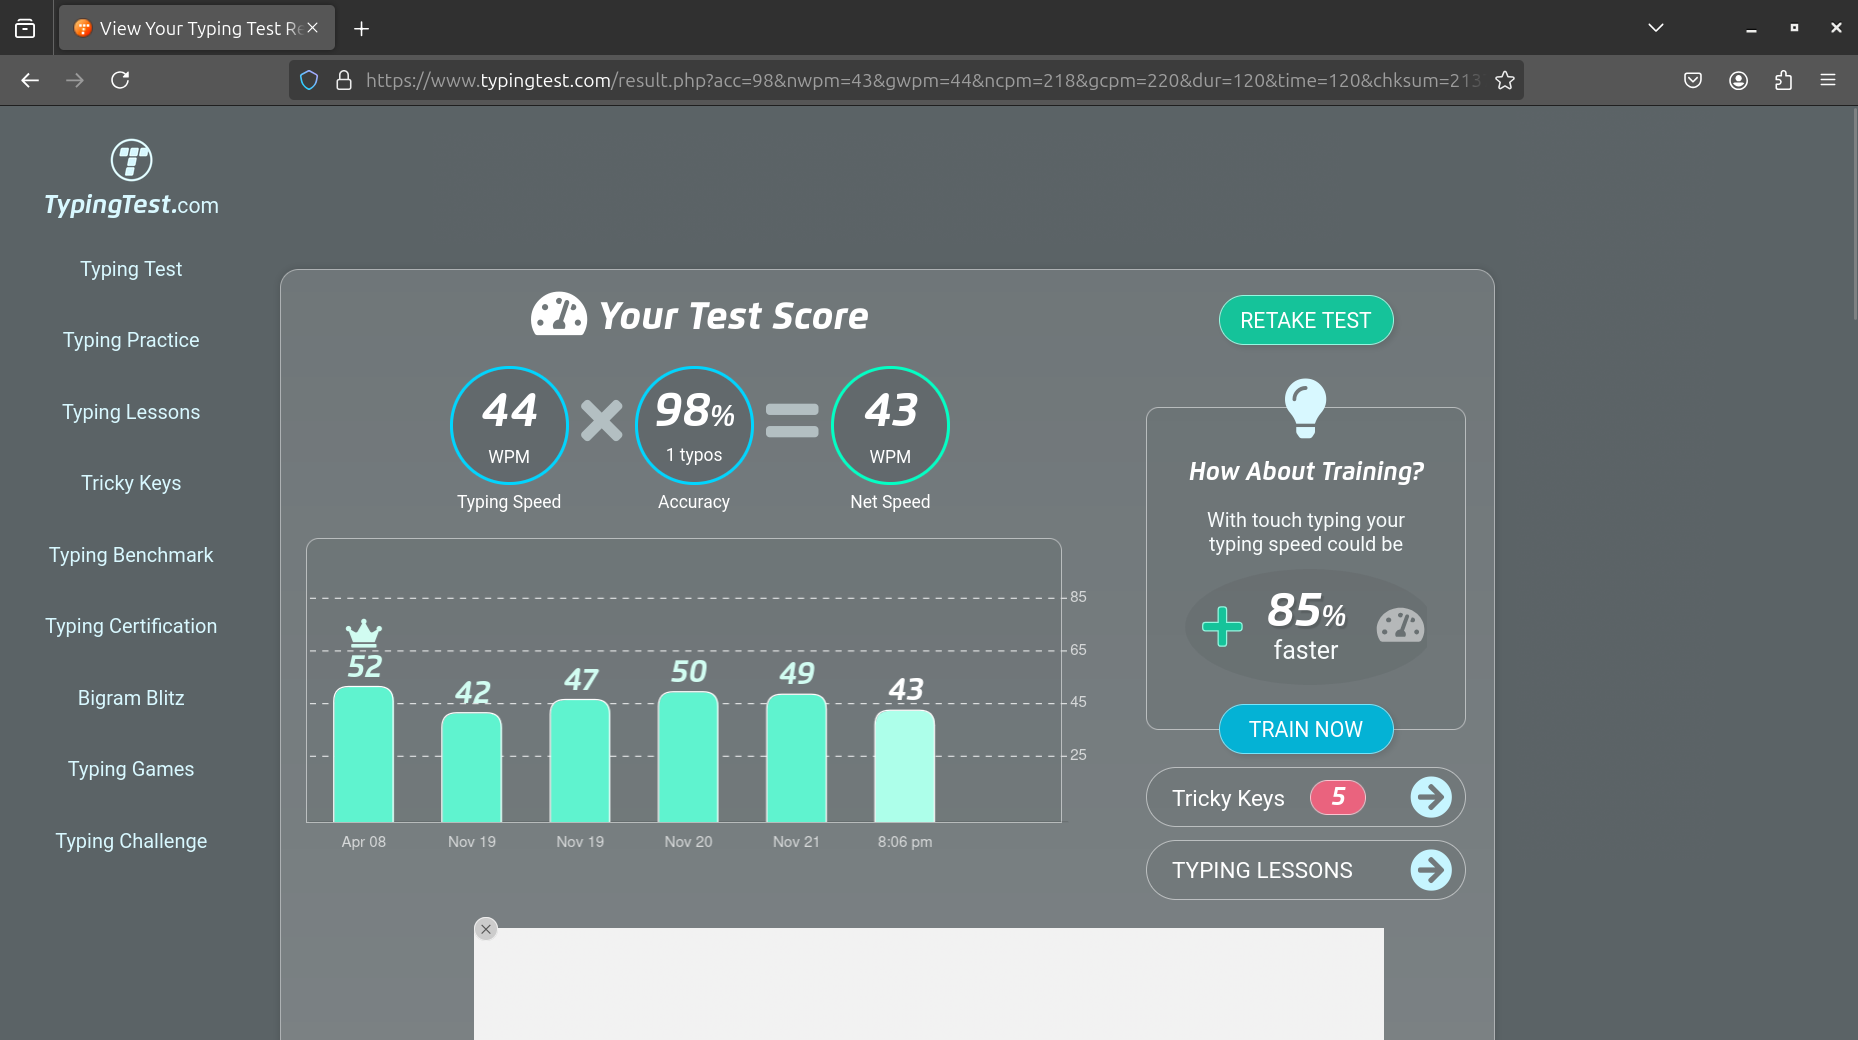 View Your Typing Test Re
https://www.typingtest.com/result.php?acc=98&nwpm=43&gwpm=44&ncpm=218&gcpm=220&dur=120&time=120&chksum=213
TypingTest.com
Typing Test
Typing Practice
Typing Lessons
Tricky Keys
Typing Benchmark
Typing Certification
Bigram Blitz
Typing Games
Typing Challenge
Your Test Score
44
WPM
Typing Speed
98%
1 typos
Accuracy
43
WPM
Net Speed
85
65
45
25
52
42
47
50
49
43
Apr 08
Nov 19
Nov 19
Nov 20
Nov 21
8:06 pm
RETAKE TEST
How About Training?
With touch typing your
typing speed could be
85%
faster
TRAIN NOW
Tricky Keys 5
TYPING LESSONS